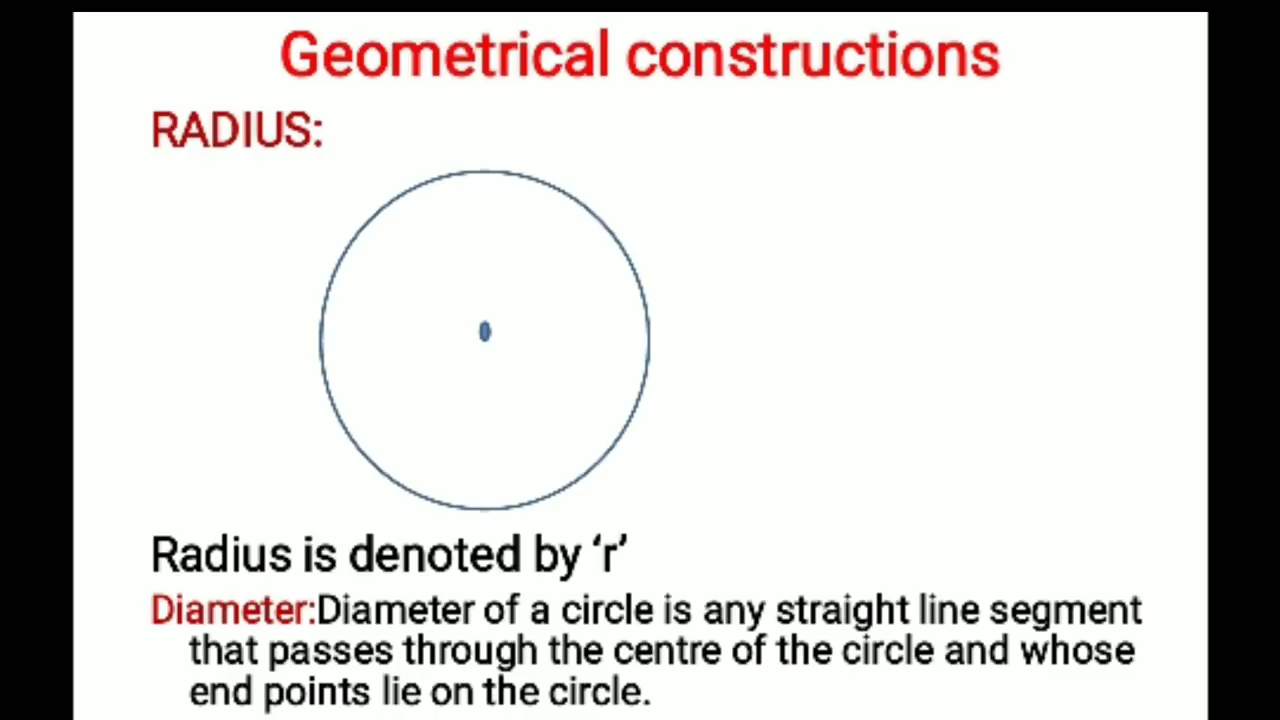 Geometrical constructions
RADIUS:
Radius is denoted by ‘r’
Diameter:Diameter of a circle is any straight line segment
that passes through the centre of the circle and whose
end points lie on the circle.